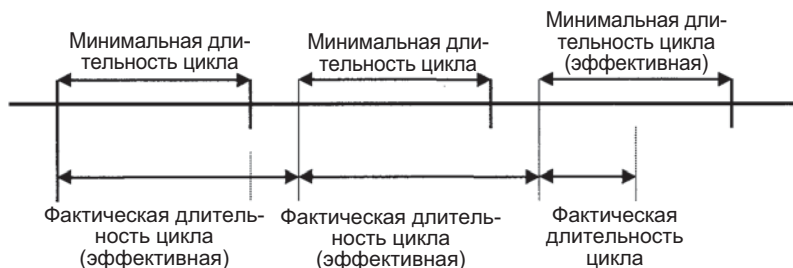 Минимальная дли-
тельность цикла
Минимальная дли-
тельность цикла
Минимальная дли-
тельность цикла
(эффективная)
Фактическая длитель-
ность цикла
(эффективная)
Фактическая длитель-
ность цикла
(эффективная)
Фактическая
длительность
цикла